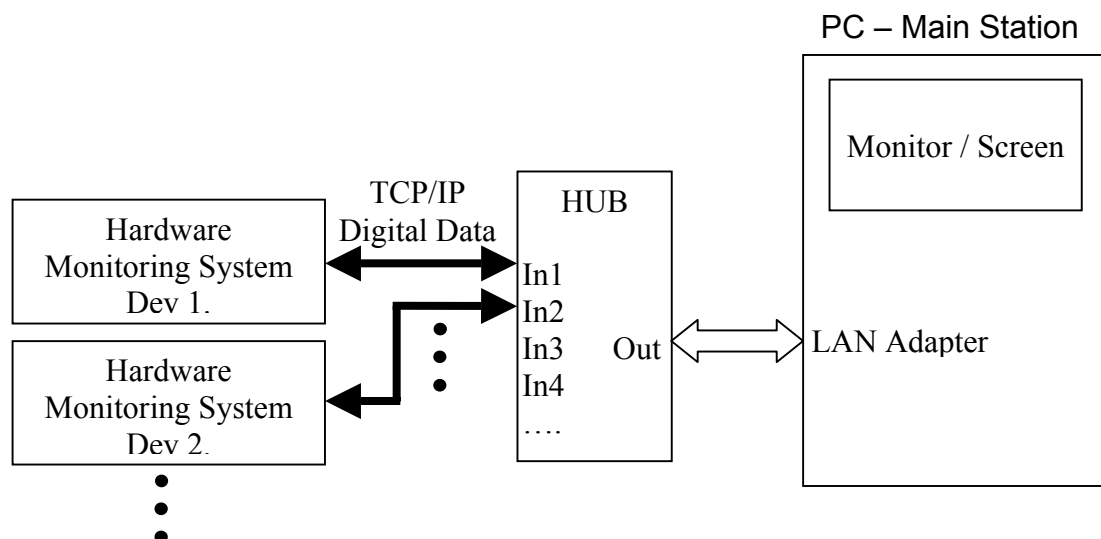 PC – Main Station
Monitor / Screen
TCP/IP
Digital Data
HUB
Hardware
Monitoring System
Dev 1.
In1
In2
In3
In4
....
Out
LAN Adapter
Hardware
Monitoring System
Dev 2.